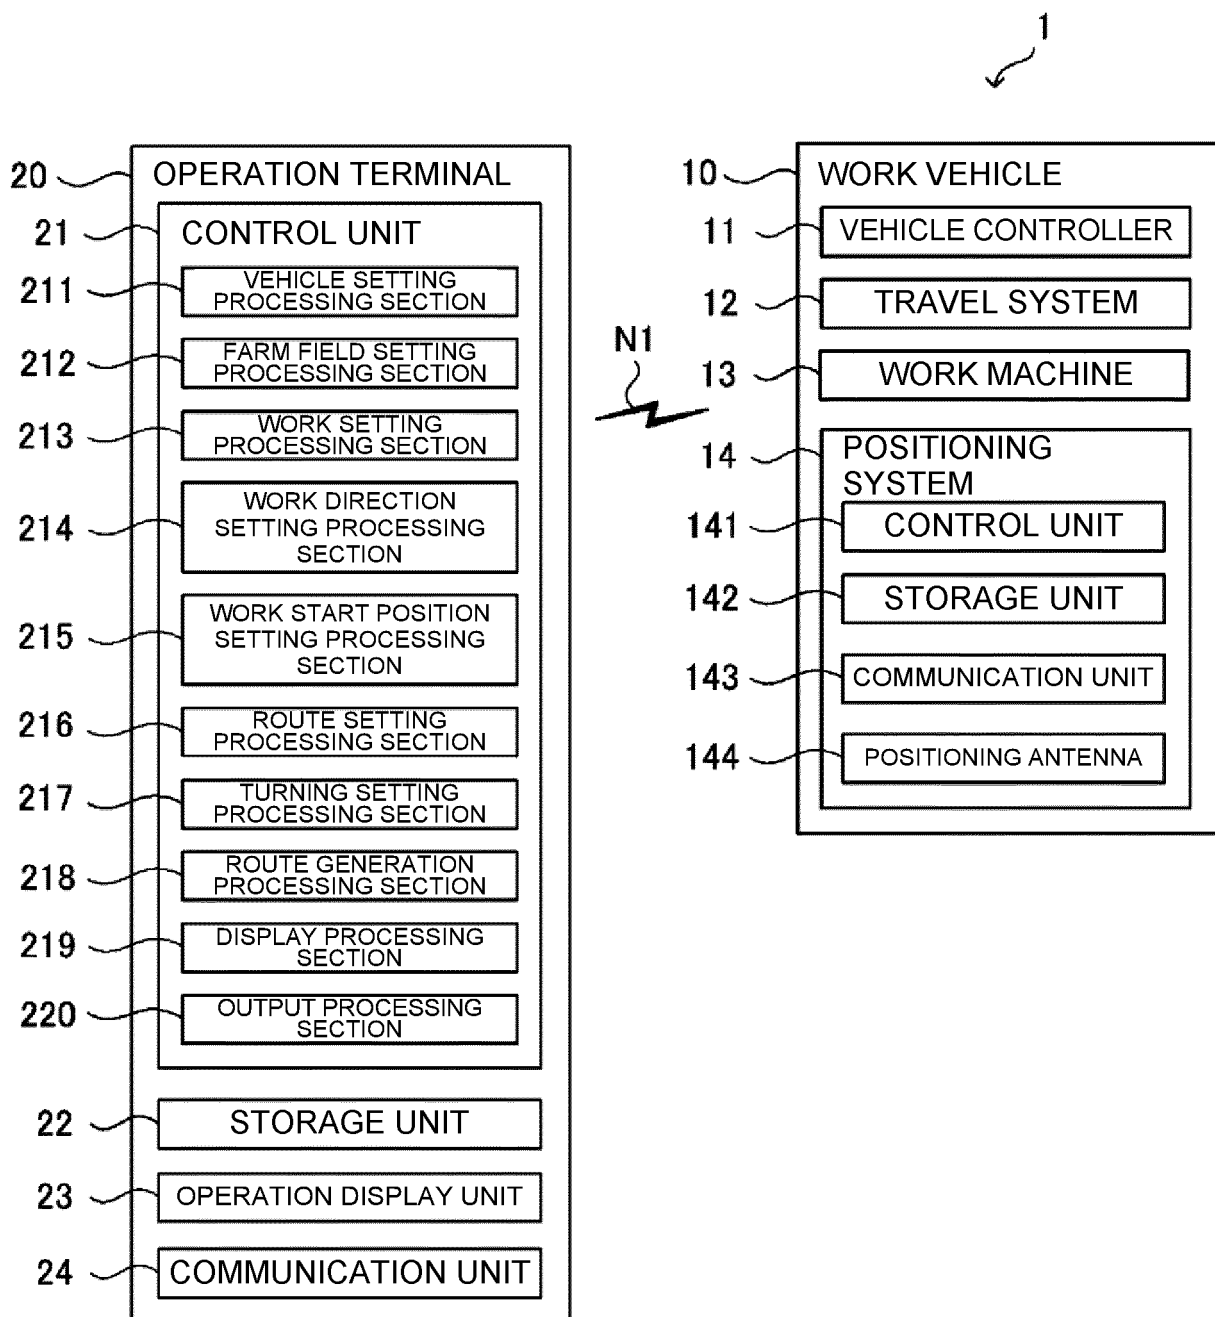 1
20
OPERATION TERMINAL
21
CONTROL UNIT
211
VEHICLE SETTING
PROCESSING SECTION
212
FARM FIELD SETTING
PROCESSING SECTION
213
WORK SETTING
PROCESSING SECTION
214
WORK DIRECTION
SETTING PROCESSING
SECTION
215
WORK START POSITION
SETTING PROCESSING
SECTION
216
ROUTE SETTING
PROCESSING SECTION
217
TURNING SETTING
PROCESSING SECTION
218
ROUTE GENERATION
PROCESSING SECTION
219
DISPLAY PROCESSING
SECTION
220
OUTPUT PROCESSING
SECTION
22
STORAGE UNIT
23
OPERATION DISPLAY UNIT
24
COMMUNICATION UNIT
N1
10
WORK VEHICLE
11
VEHICLE CONTROLLER
12
TRAVEL SYSTEM
13
WORK MACHINE
14
POSITIONING
SYSTEM
141
CONTROL UNIT
142
STORAGE UNIT
143
COMMUNICATION UNIT
144
POSITIONING ANTENNA